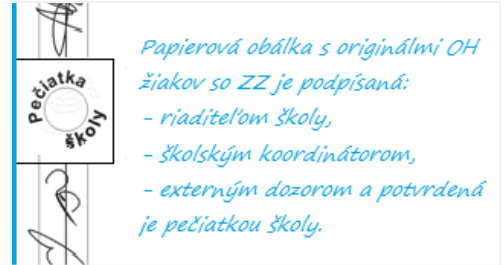 Pečiatka
školy
Papierová obálka s originálmi OH
žiakov so ZZ je podpísaná:
- riaditeľom školy,
- školským koordinátorom,
- externým dozorom a potvrdená
je pečiatkou školy.